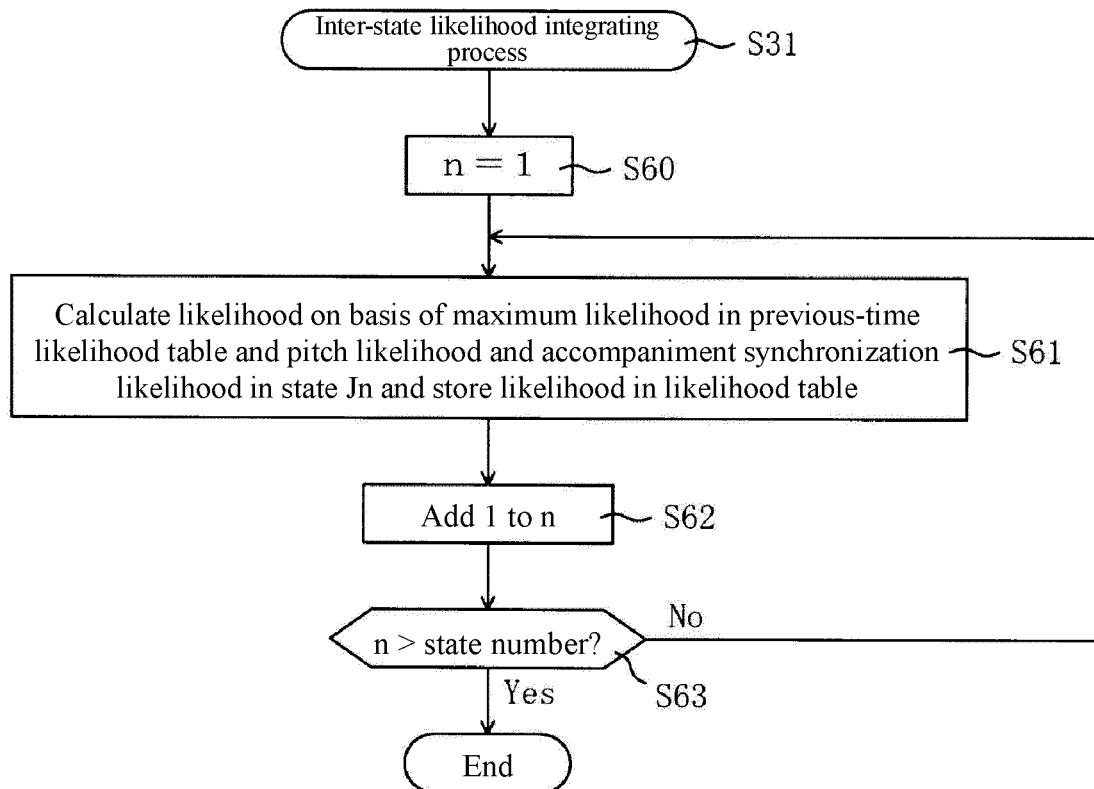 Inter-state likelihood integrating
process
S31
n = 1
S60
Calculate likelihood on basis of maximum likelihood in previous-time
likelihood table and pitch likelihood and accompaniment synchronization
likelihood in state Jn and store likelihood in likelihood table
S61
Add 1 to n
S62
n > state number?
No
S63
Yes
End